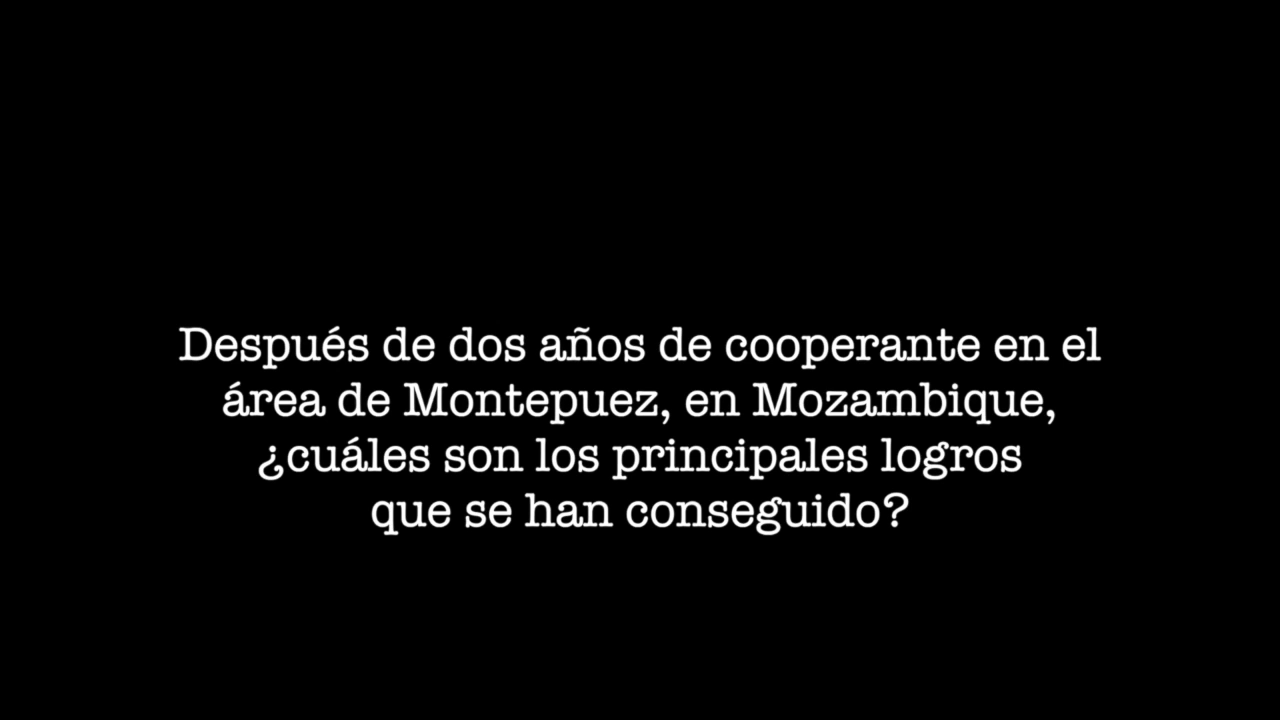 Después de dos años de cooperante en el
área de Montepuez, en Mozambique,
¿cuáles son los principales logros
que se han conseguido?